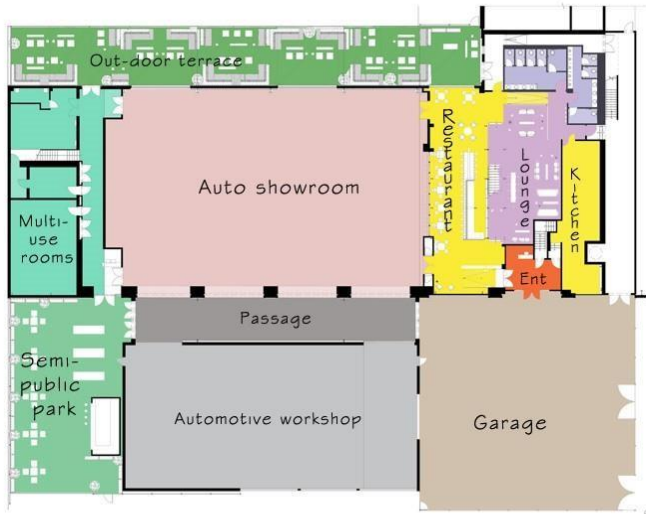 Out-door terrace
Auto showroom
Restaurant
Lounge
Kitchen
Multi-
use
rooms
Ent
Passage
Semi-
public
park
Automotive workshop
Garage